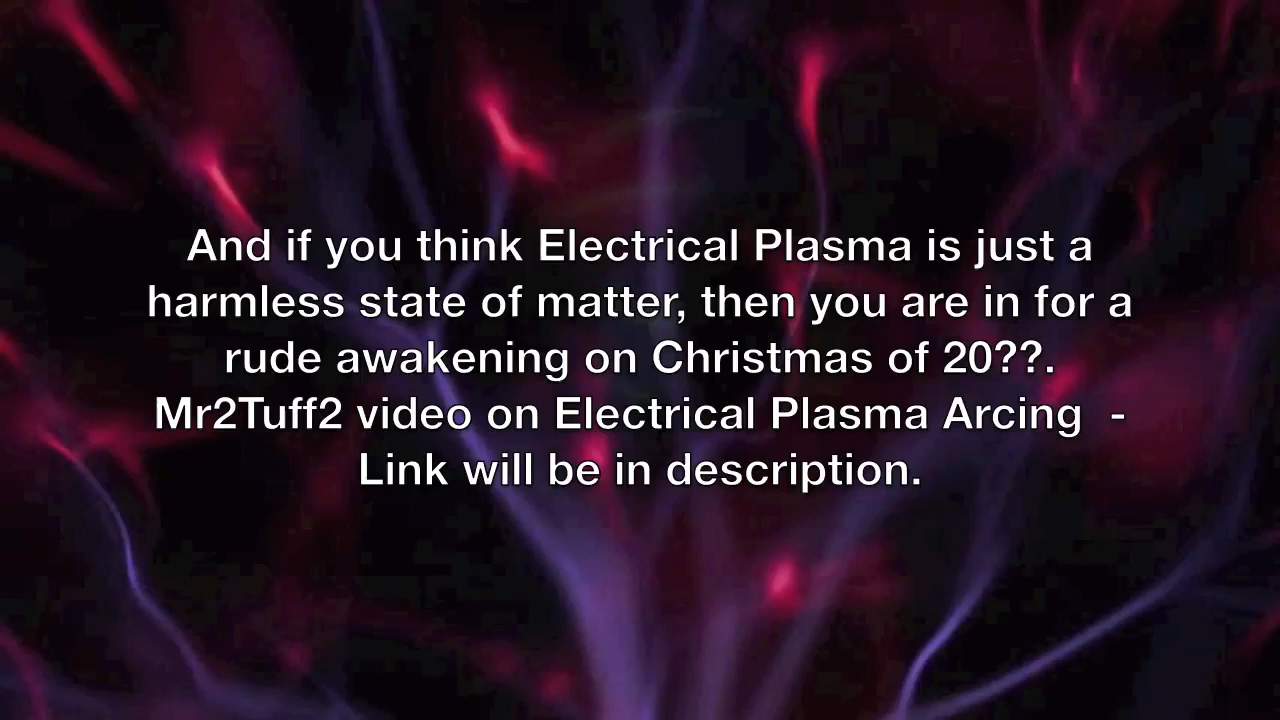 And if you think Electrical Plasma is just a
harmless state of matter, then you are in for a
rude awakening on Christmas of 20??.
Mr2Tuff2 video on Electrical Plasma Arcing  -
Link will be in description.